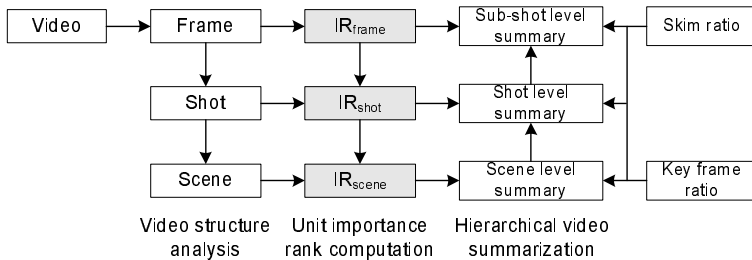 Video
Frame
IRframe
Sub-shot level
summary
Skim ratio
Shot
IRshot
Shot level
summary
Scene
IRscene
Scene level
summary
Key frame
ratio
Video structure
analysis
Unit importance
rank computation
Hierarchical video
summarization